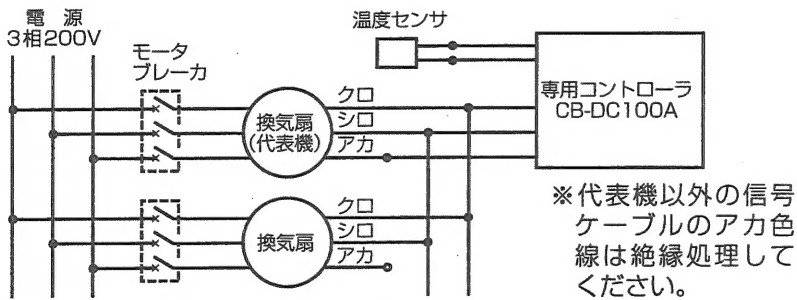 電 源
3相200V
モータ
ブレーカ
温度センサ
専用コントローラ
CB-DC100A
換気扇
(代表機)
クロ
シロ
アカ
換気扇
クロ
シロ
アカ
※代表機以外の信号
ケーブルのアカ色
線は絶縁処理して
ください。